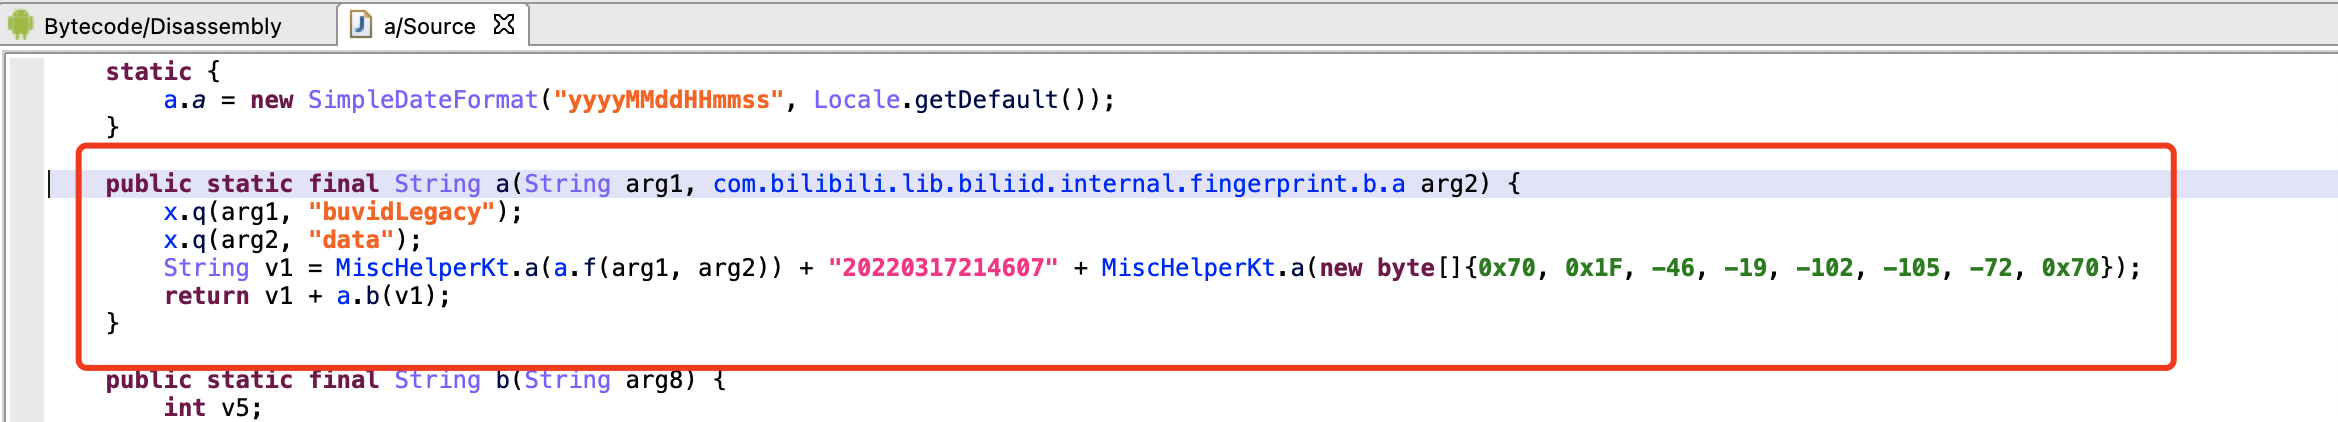 Bytecode/Disassembly a/Source
static {
a.a = new SimpleDateFormat("yyyyMMddHHmmss", Locale.getDefault());
}
public static final String a(String arg1, com.bilibili.lib.biliid.internal.fingerprint.b.a arg2) {
x.q(arg1, "buvidLegacy");
x.q(arg2, "data");
String v1 = MiscHelperKt.a(a.f(arg1, arg2)) + "20220317214607" + MiscHelperKt.a(new byte[]{0x70, 0x1F, -46, -19, -102, -105, -72, 0x70});
return v1 + a.b(v1);
}
public static final String b(String arg8) {
int v5;